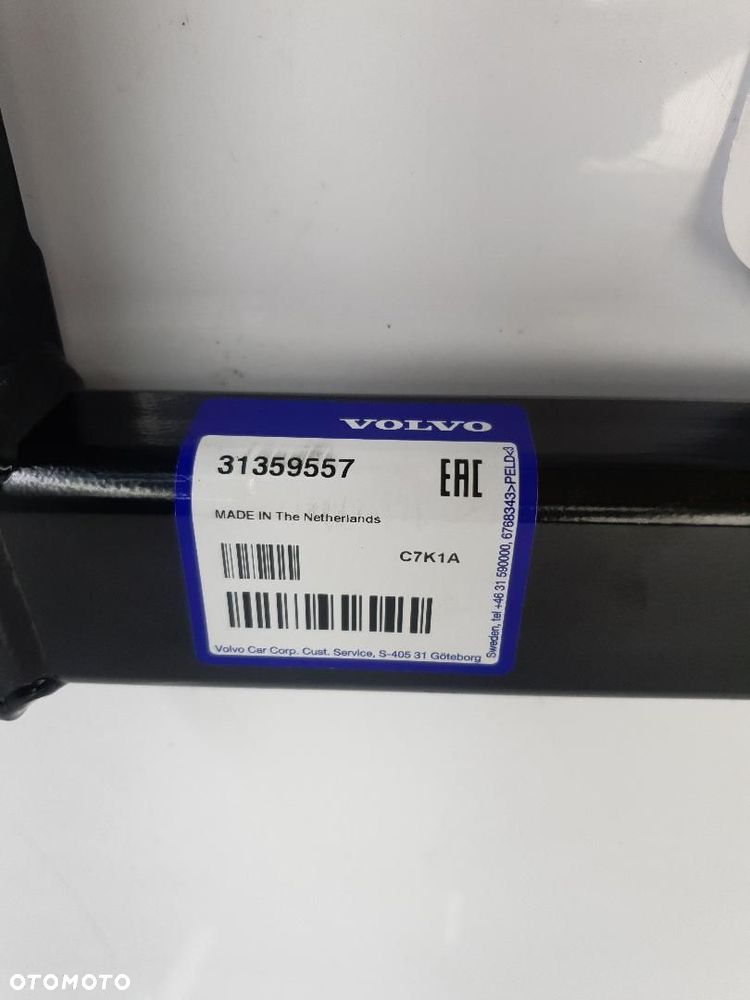 VOLVO
31359557
EAC
MADE IN The Netherlands
C7K1A
Volvo Car Corp. Cust. Service, S-405 31 Göteborg
Sweden, tel +46 31 590000, 6768343>PELD<3
OTOMOTO